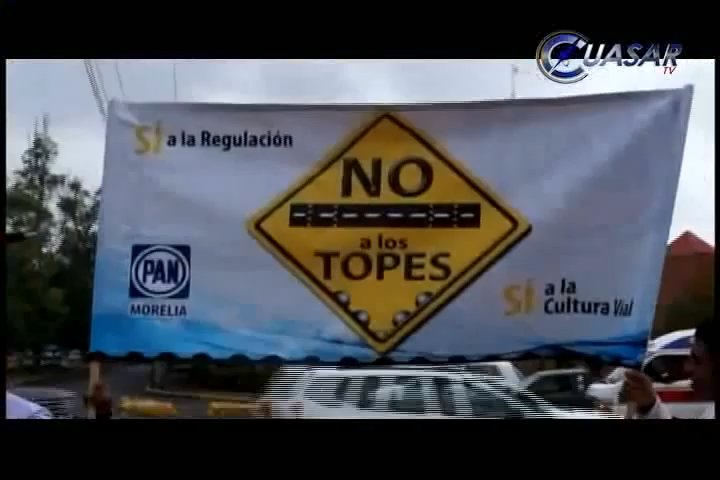 CUASAR
TV
SÍ a la Regulación
NO
a los
TOPES
PAN
MORELIA
SÍ a la
Cultura Vial